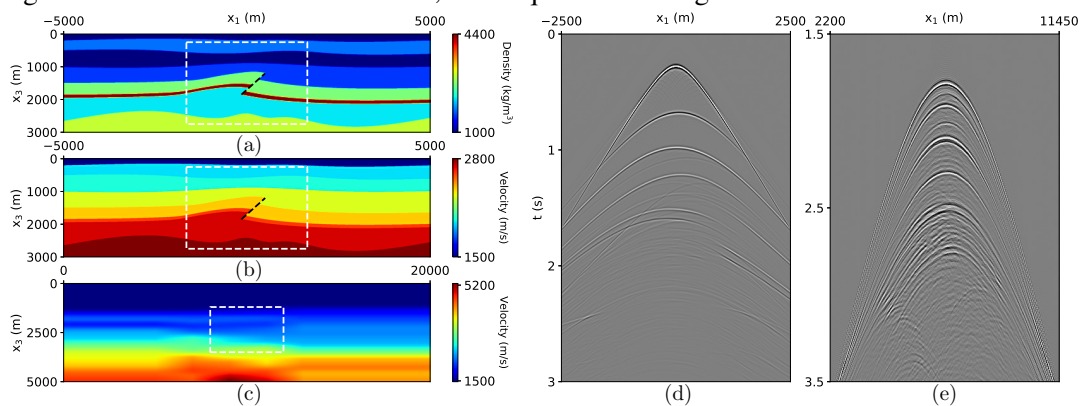 −5000 x₁ (m) 5000
0
1000
2000
3000
x₃ (m)
4400
1000
Density (kg/m³)
(a)
−5000 5000
0
1000
2000
3000
x₃ (m)
2800
1500
Velocity (m/s)
(b)
0 20000
0
2500
5000
x₃ (m)
5200
1500
Velocity (m/s)
(c)
−2500 x₁ (m) 2500
0
1
2
3
t (s)
(d)
2200 x₁ (m) 11450
1.5
2.5
3.5
(e)